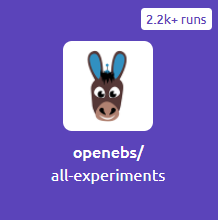 2.2k+ runs
openebs/
all-experiments